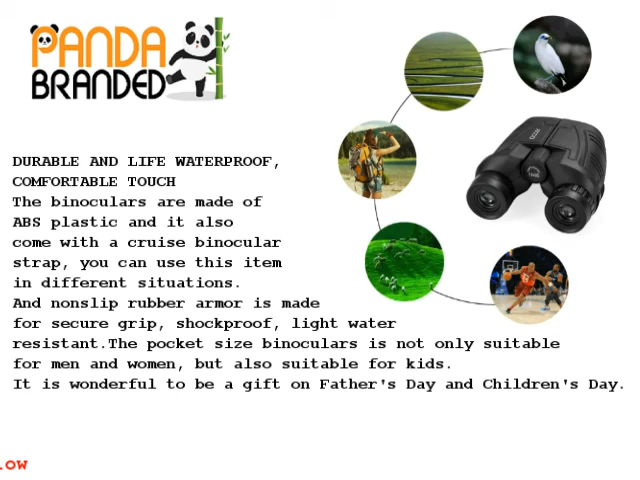 PANDA
BRANDED
DURABLE AND LIFE WATERPROOF,
COMFORTABLE TOUCH
The binoculars are made of
ABS plastic and it also
come with a cruise binocular
strap, you can use this item
in different situations.
And nonslip rubber armor is made
for secure grip, shockproof, light water
resistant.The pocket size binoculars is not only suitable
for men and women, but also suitable for kids.
It is wonderful to be a gift on Father's Day and Children's Day.